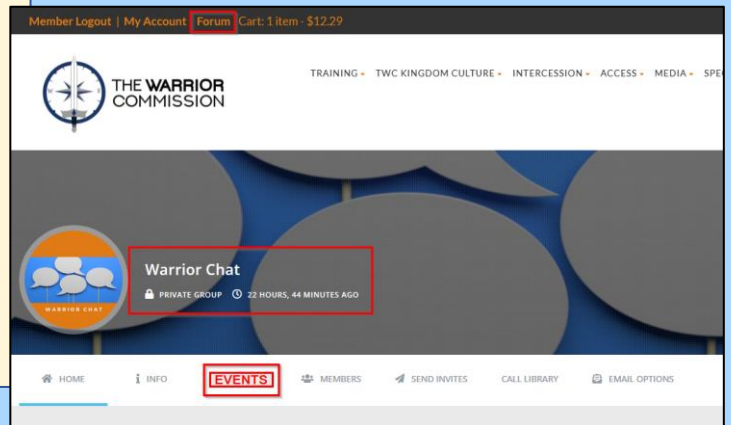 Member Logout | My Account Forum Cart: 1 item - $12.29
THE WARRIOR
COMMISSION
TRAINING TWC KINGDOM CULTURE INTERCESSION ACCESS MEDIA SPE
WARRIOR CHAT
Warrior Chat
PRIVATE GROUP 22 HOURS, 44 MINUTES AGO
HOME INFO EVENTS MEMBERS SEND INVITES CALL LIBRARY EMAIL OPTIONS